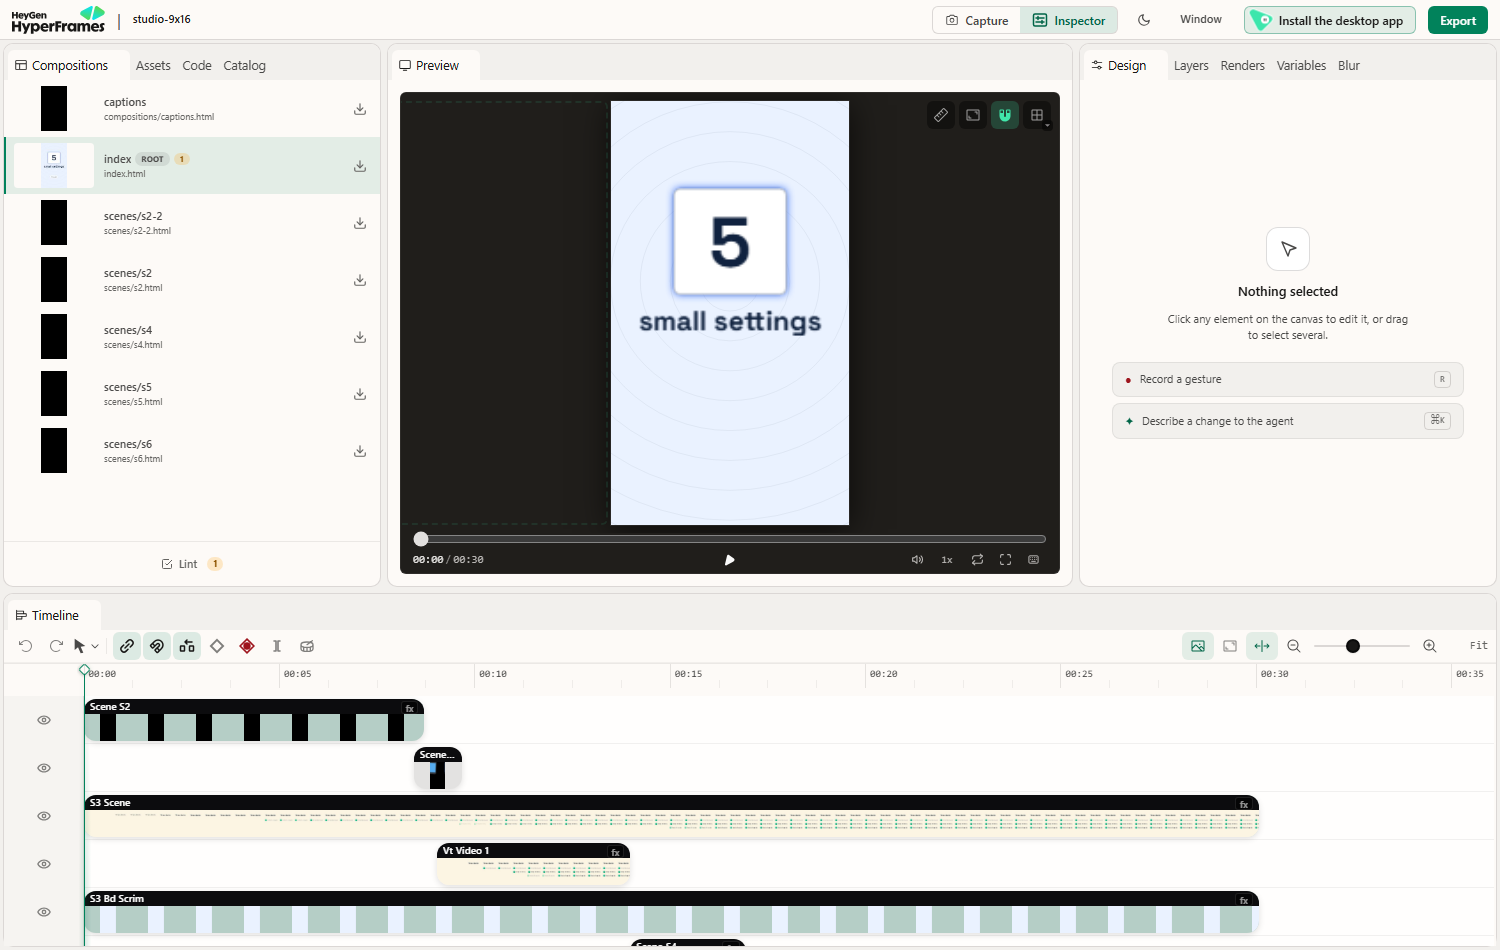 HeyGen
HyperFrames
studio-9x16
Capture
Inspector
Window
Install the desktop app
Export
Compositions
Assets
Code
Catalog
captions
compositions/captions.html
index ROOT 1
index.html
scenes/s2-2
scenes/s2-2.html
scenes/s2
scenes/s2.html
scenes/s4
scenes/s4.html
scenes/s5
scenes/s5.html
scenes/s6
scenes/s6.html
Lint 1
Preview
5
small settings
00:00 / 00:30
1x
Design
Layers
Renders
Variables
Blur
Nothing selected
Click any element on the canvas to edit it, or drag
to select several.
Record a gesture R
Describe a change to the agent ⌘K
Timeline
Fit
00:00 00:05 00:10 00:15 00:20 00:25 00:30 00:35
Scene S2 fx
Scene...
S3 Scene fx
Vt Video 1 fx
S3 Bd Scrim fx
Scene S4